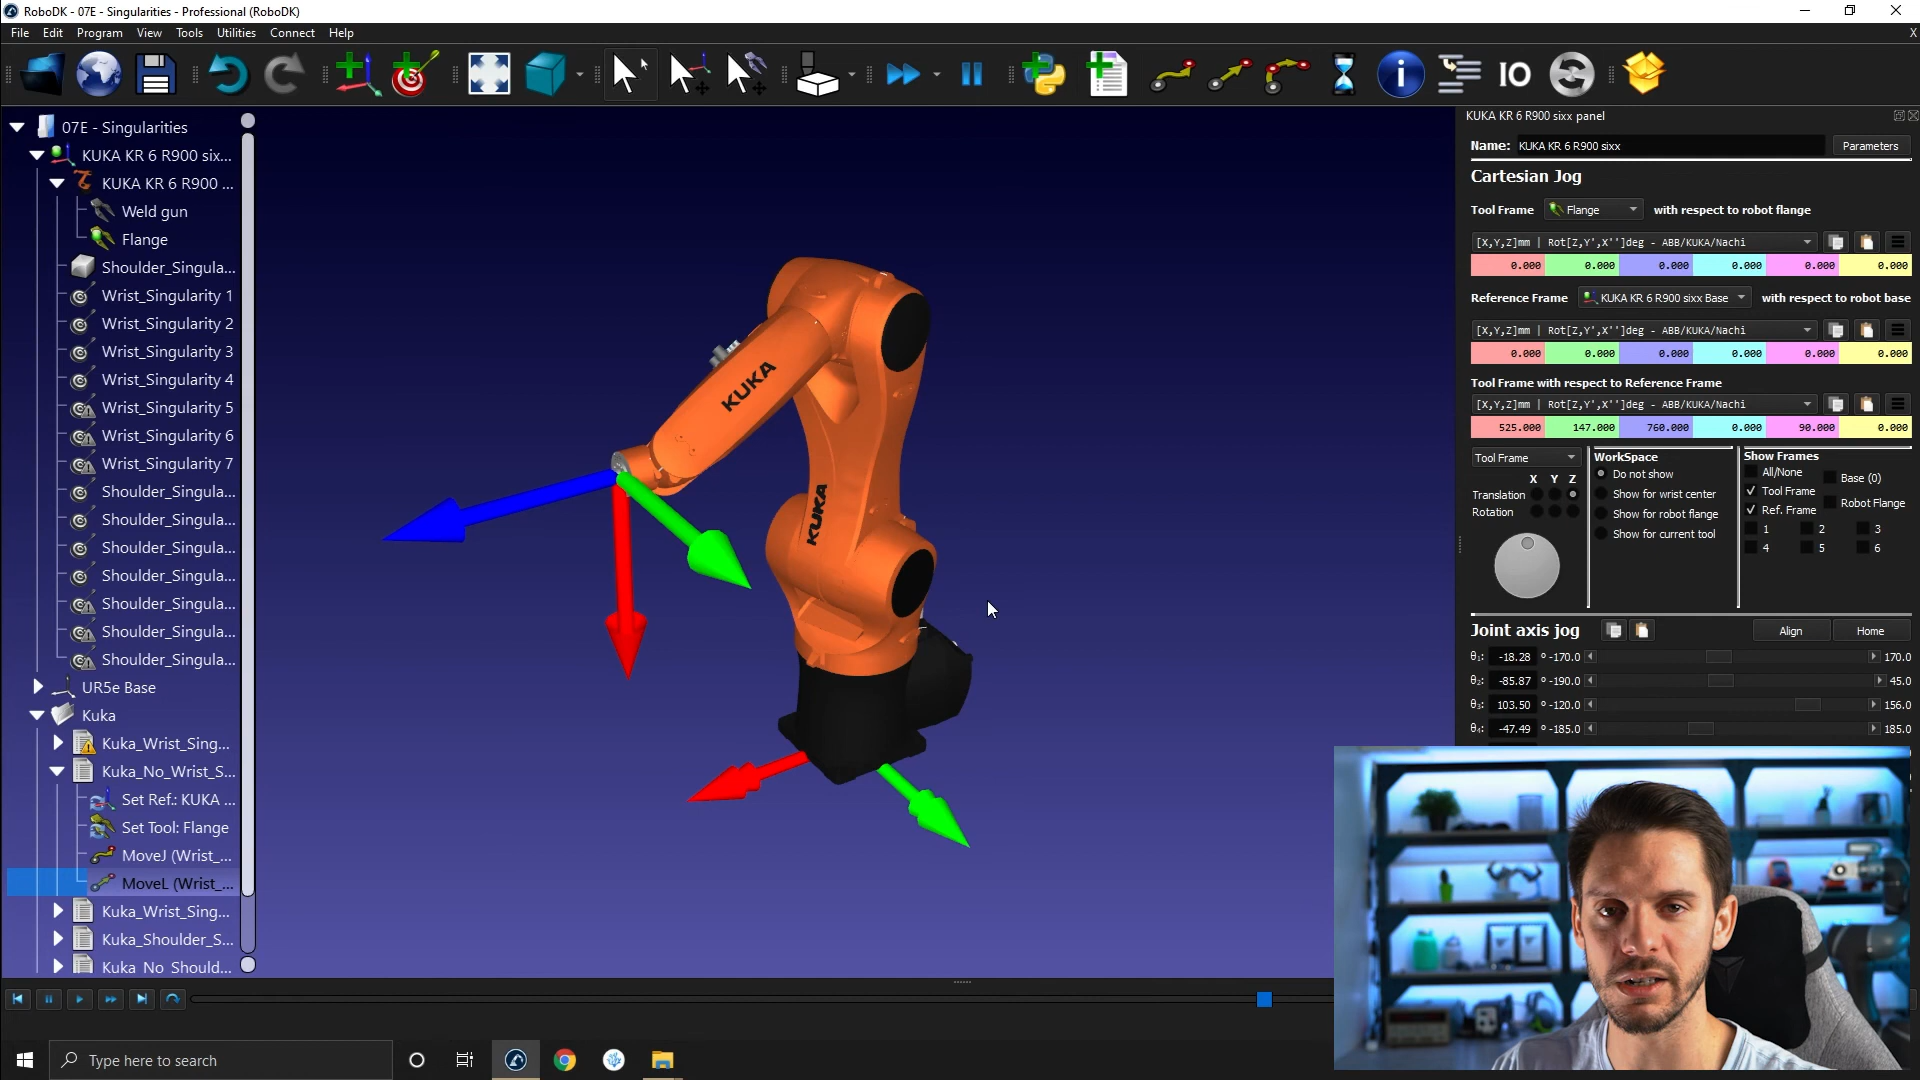 RoboDK - 07E - Singularities - Professional (RoboDK)
File Edit Program View Tools Utilities Connect Help
IO
07E - Singularities
KUKA KR 6 R900 six...
KUKA KR 6 R900 ...
Weld gun
Flange
Shoulder_Singula...
Wrist_Singularity 1
Wrist_Singularity 2
Wrist_Singularity 3
Wrist_Singularity 4
Wrist_Singularity 5
Wrist_Singularity 6
Wrist_Singularity 7
Shoulder_Singula...
Shoulder_Singula...
Shoulder_Singula...
Shoulder_Singula...
Shoulder_Singula...
Shoulder_Singula...
Shoulder_Singula...
UR5e Base
Kuka
Kuka_Wrist_Sing...
Kuka_No_Wrist_S...
Set Ref.: KUKA ...
Set Tool: Flange
MoveJ (Wrist_...
MoveL (Wrist_...
Kuka_Wrist_Sing...
Kuka_Shoulder_S...
Kuka_No_Should...
KUKA
KUKA
KUKA KR 6 R900 sixx panel
Name: KUKA KR 6 R900 sixx Parameters
Cartesian Jog
Tool Frame Flange with respect to robot flange
[X,Y,Z]mm | Rot[Z,Y',X'']deg - ABB/KUKA/Nachi
0.000 0.000 0.000 0.000 0.000 0.000
Reference Frame KUKA KR 6 R900 sixx Base with respect to robot base
[X,Y,Z]mm | Rot[Z,Y',X'']deg - ABB/KUKA/Nachi
0.000 0.000 0.000 0.000 0.000 0.000
Tool Frame with respect to Reference Frame
[X,Y,Z]mm | Rot[Z,Y',X'']deg - ABB/KUKA/Nachi
525.000 147.000 760.000 0.000 90.000 0.000
Tool Frame
X Y Z
Translation
Rotation
WorkSpace
Do not show
Show for wrist center
Show for robot flange
Show for current tool
Show Frames
All/None Base (0)
Tool Frame
Robot Flange
Ref. Frame
1 2 3
4 5 6
Joint axis jog Align Home
θ₁: -18.28 º -170.0 170.0
θ₂: -85.87 º -190.0 45.0
θ₃: 103.50 º -120.0 156.0
θ₄: -47.49 º -185.0 185.0
Type here to search